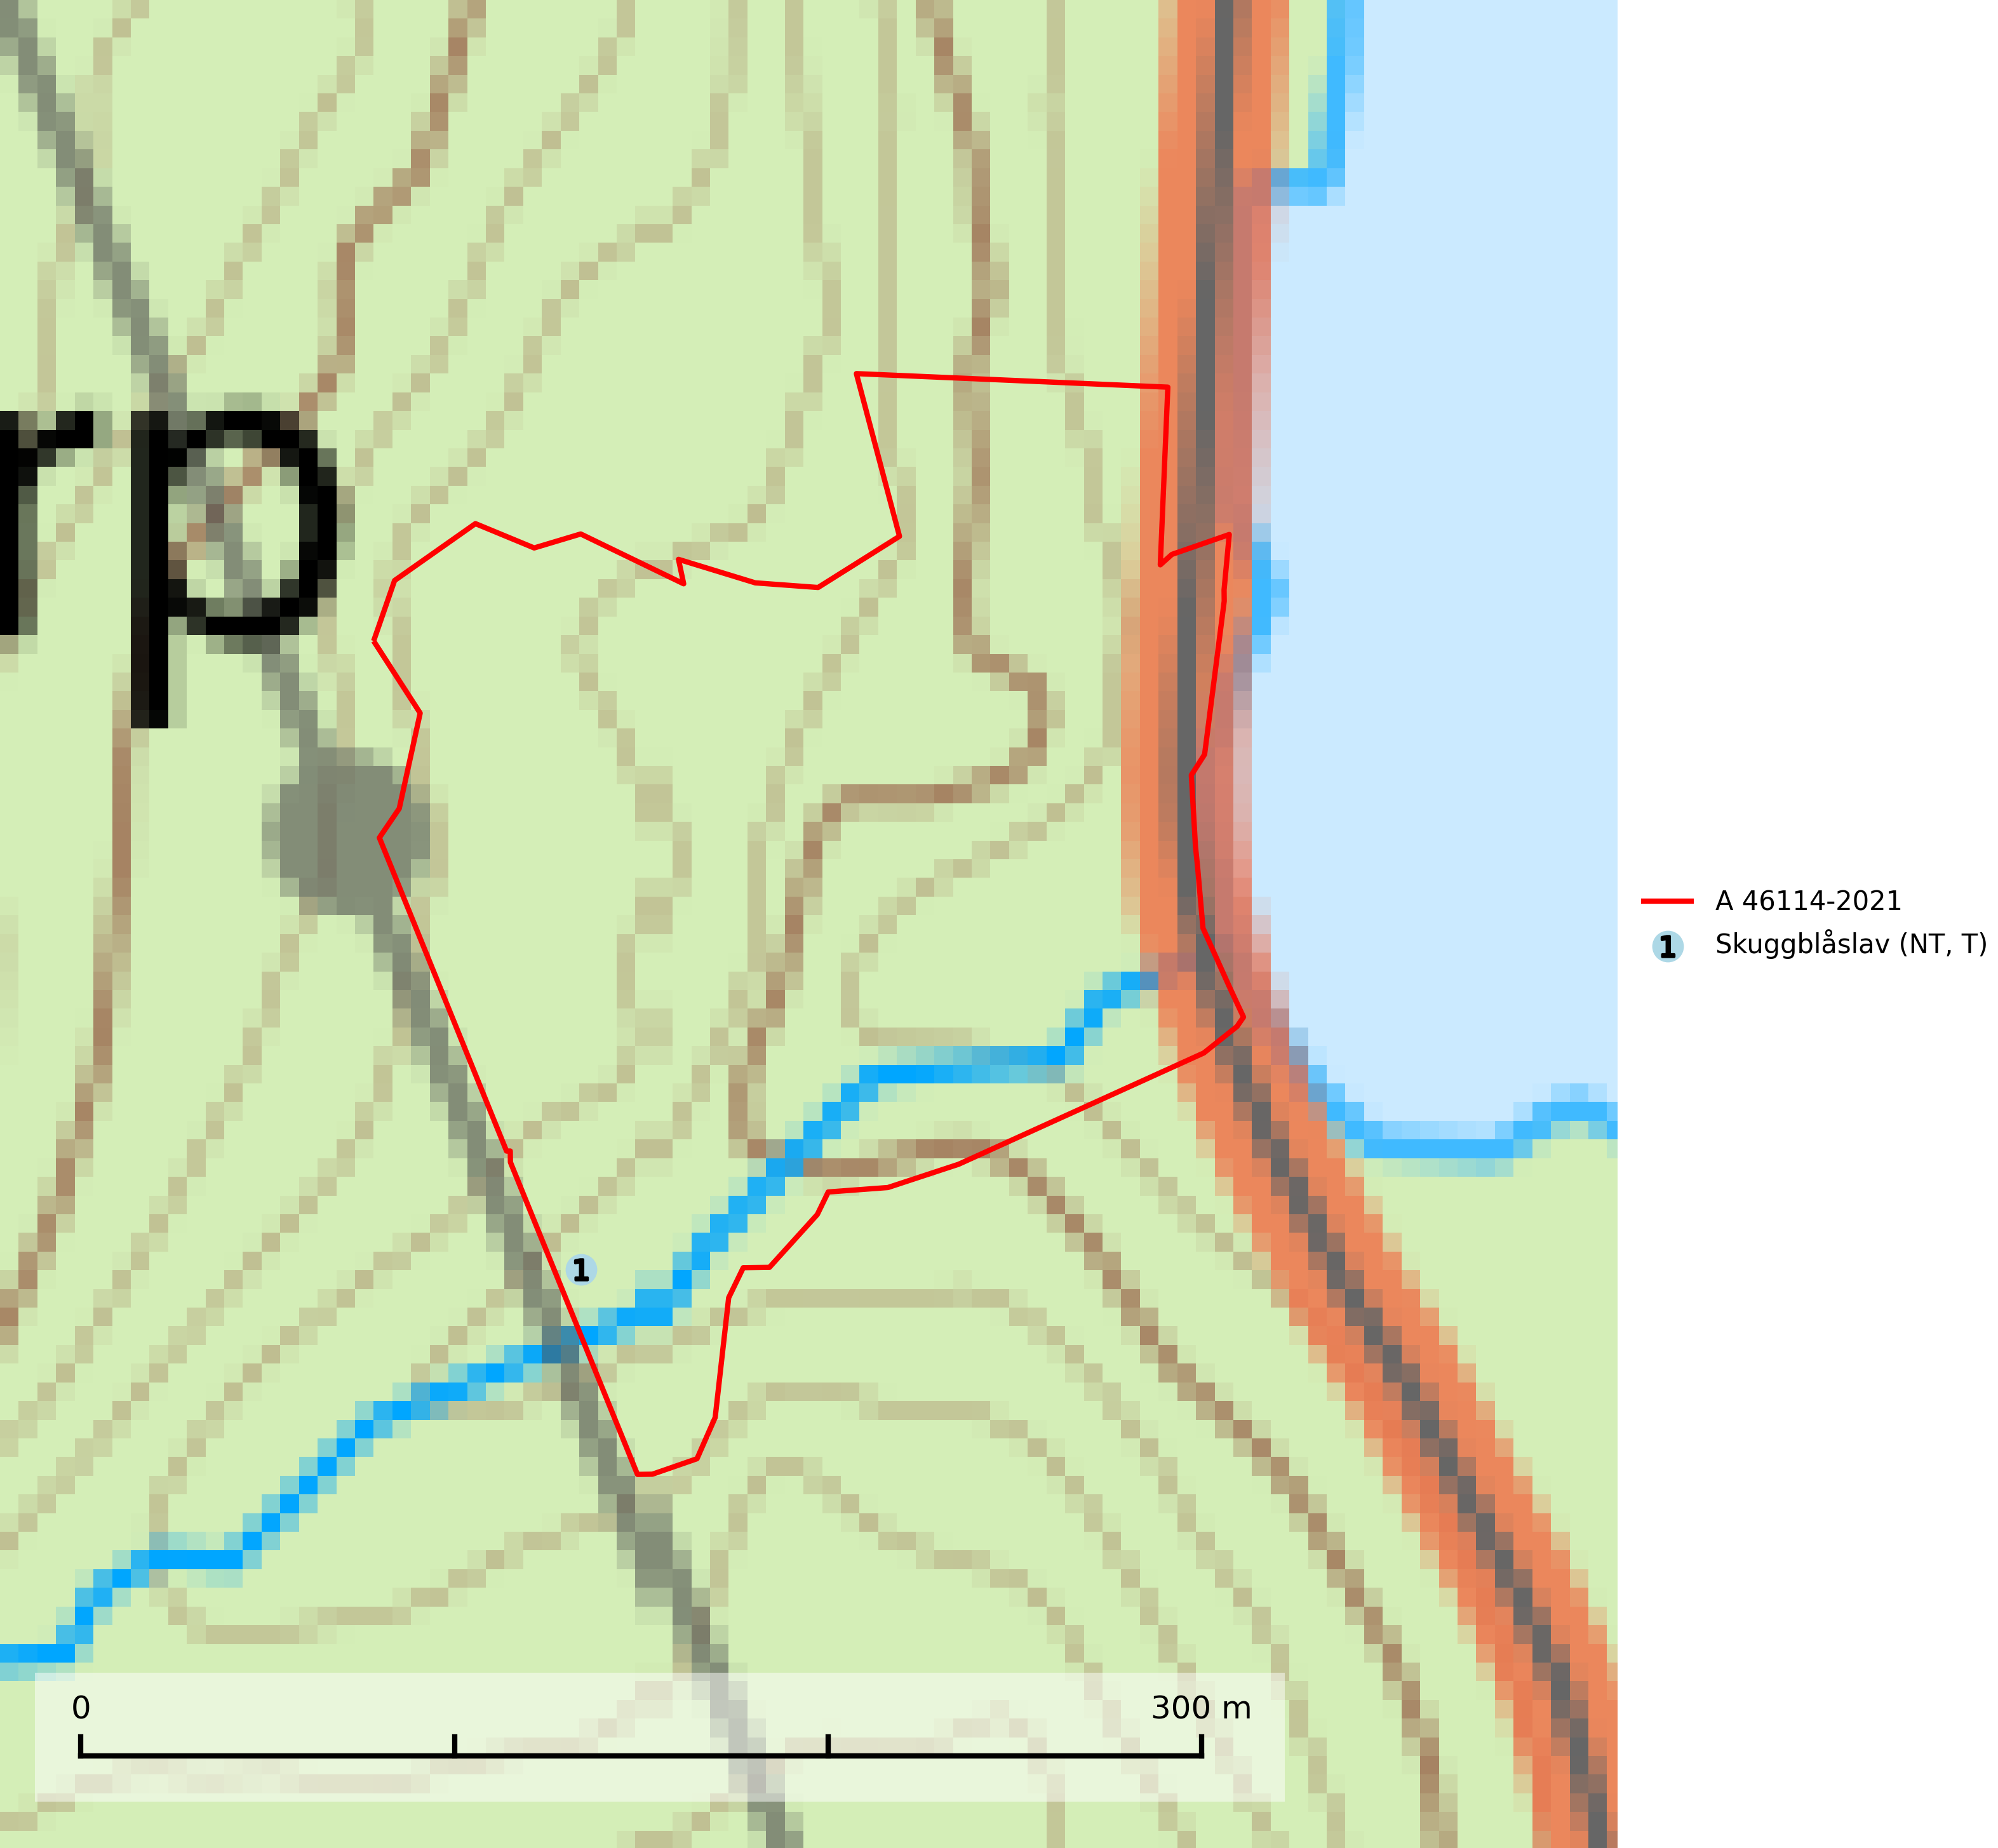 rp
A 46114-2021
1 Skuggblåslav (NT, T)
1
0 300 m